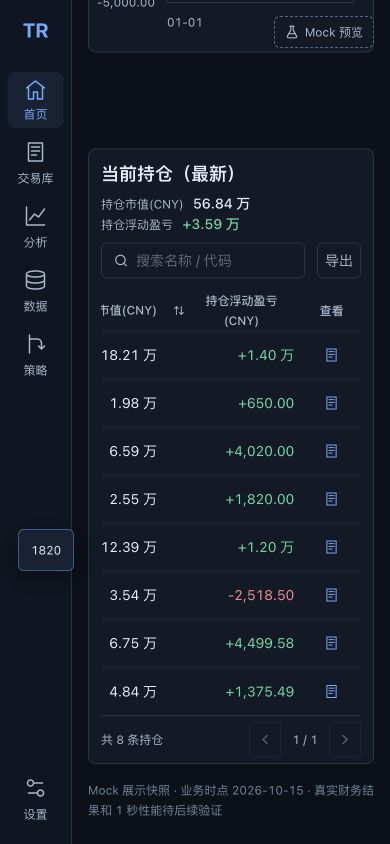 TR
首页
交易库
分析
数据
策略
1820
设置
-5,000.00
01-01
Mock 预览
当前持仓（最新）
持仓市值(CNY) 56.84 万
持仓浮动盈亏 +3.59 万
搜索名称 / 代码
导出
市值(CNY) 持仓浮动盈亏 (CNY) 查看
18.21 万 +1.40 万
1.98 万 +650.00
6.59 万 +4,020.00
2.55 万 +1,820.00
12.39 万 +1.20 万
3.54 万 -2,518.50
6.75 万 +4,499.58
4.84 万 +1,375.49
共 8 条持仓
1 / 1
Mock 展示快照 · 业务时点 2026-10-15 · 真实财务结
果和 1 秒性能待后续验证